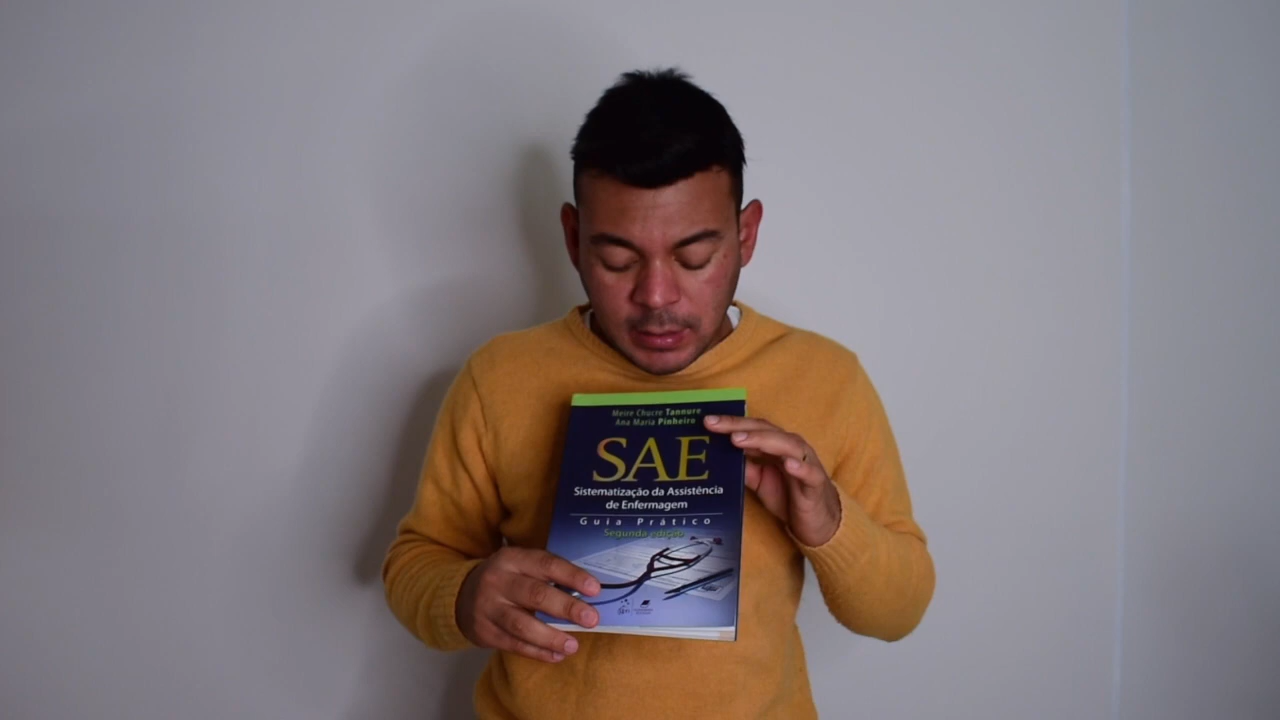 Meire Chucre Tannure
Ana Maria Pinheiro
SAE
Sistematização da Assistência
de Enfermagem
Guia Prático
Segunda edição